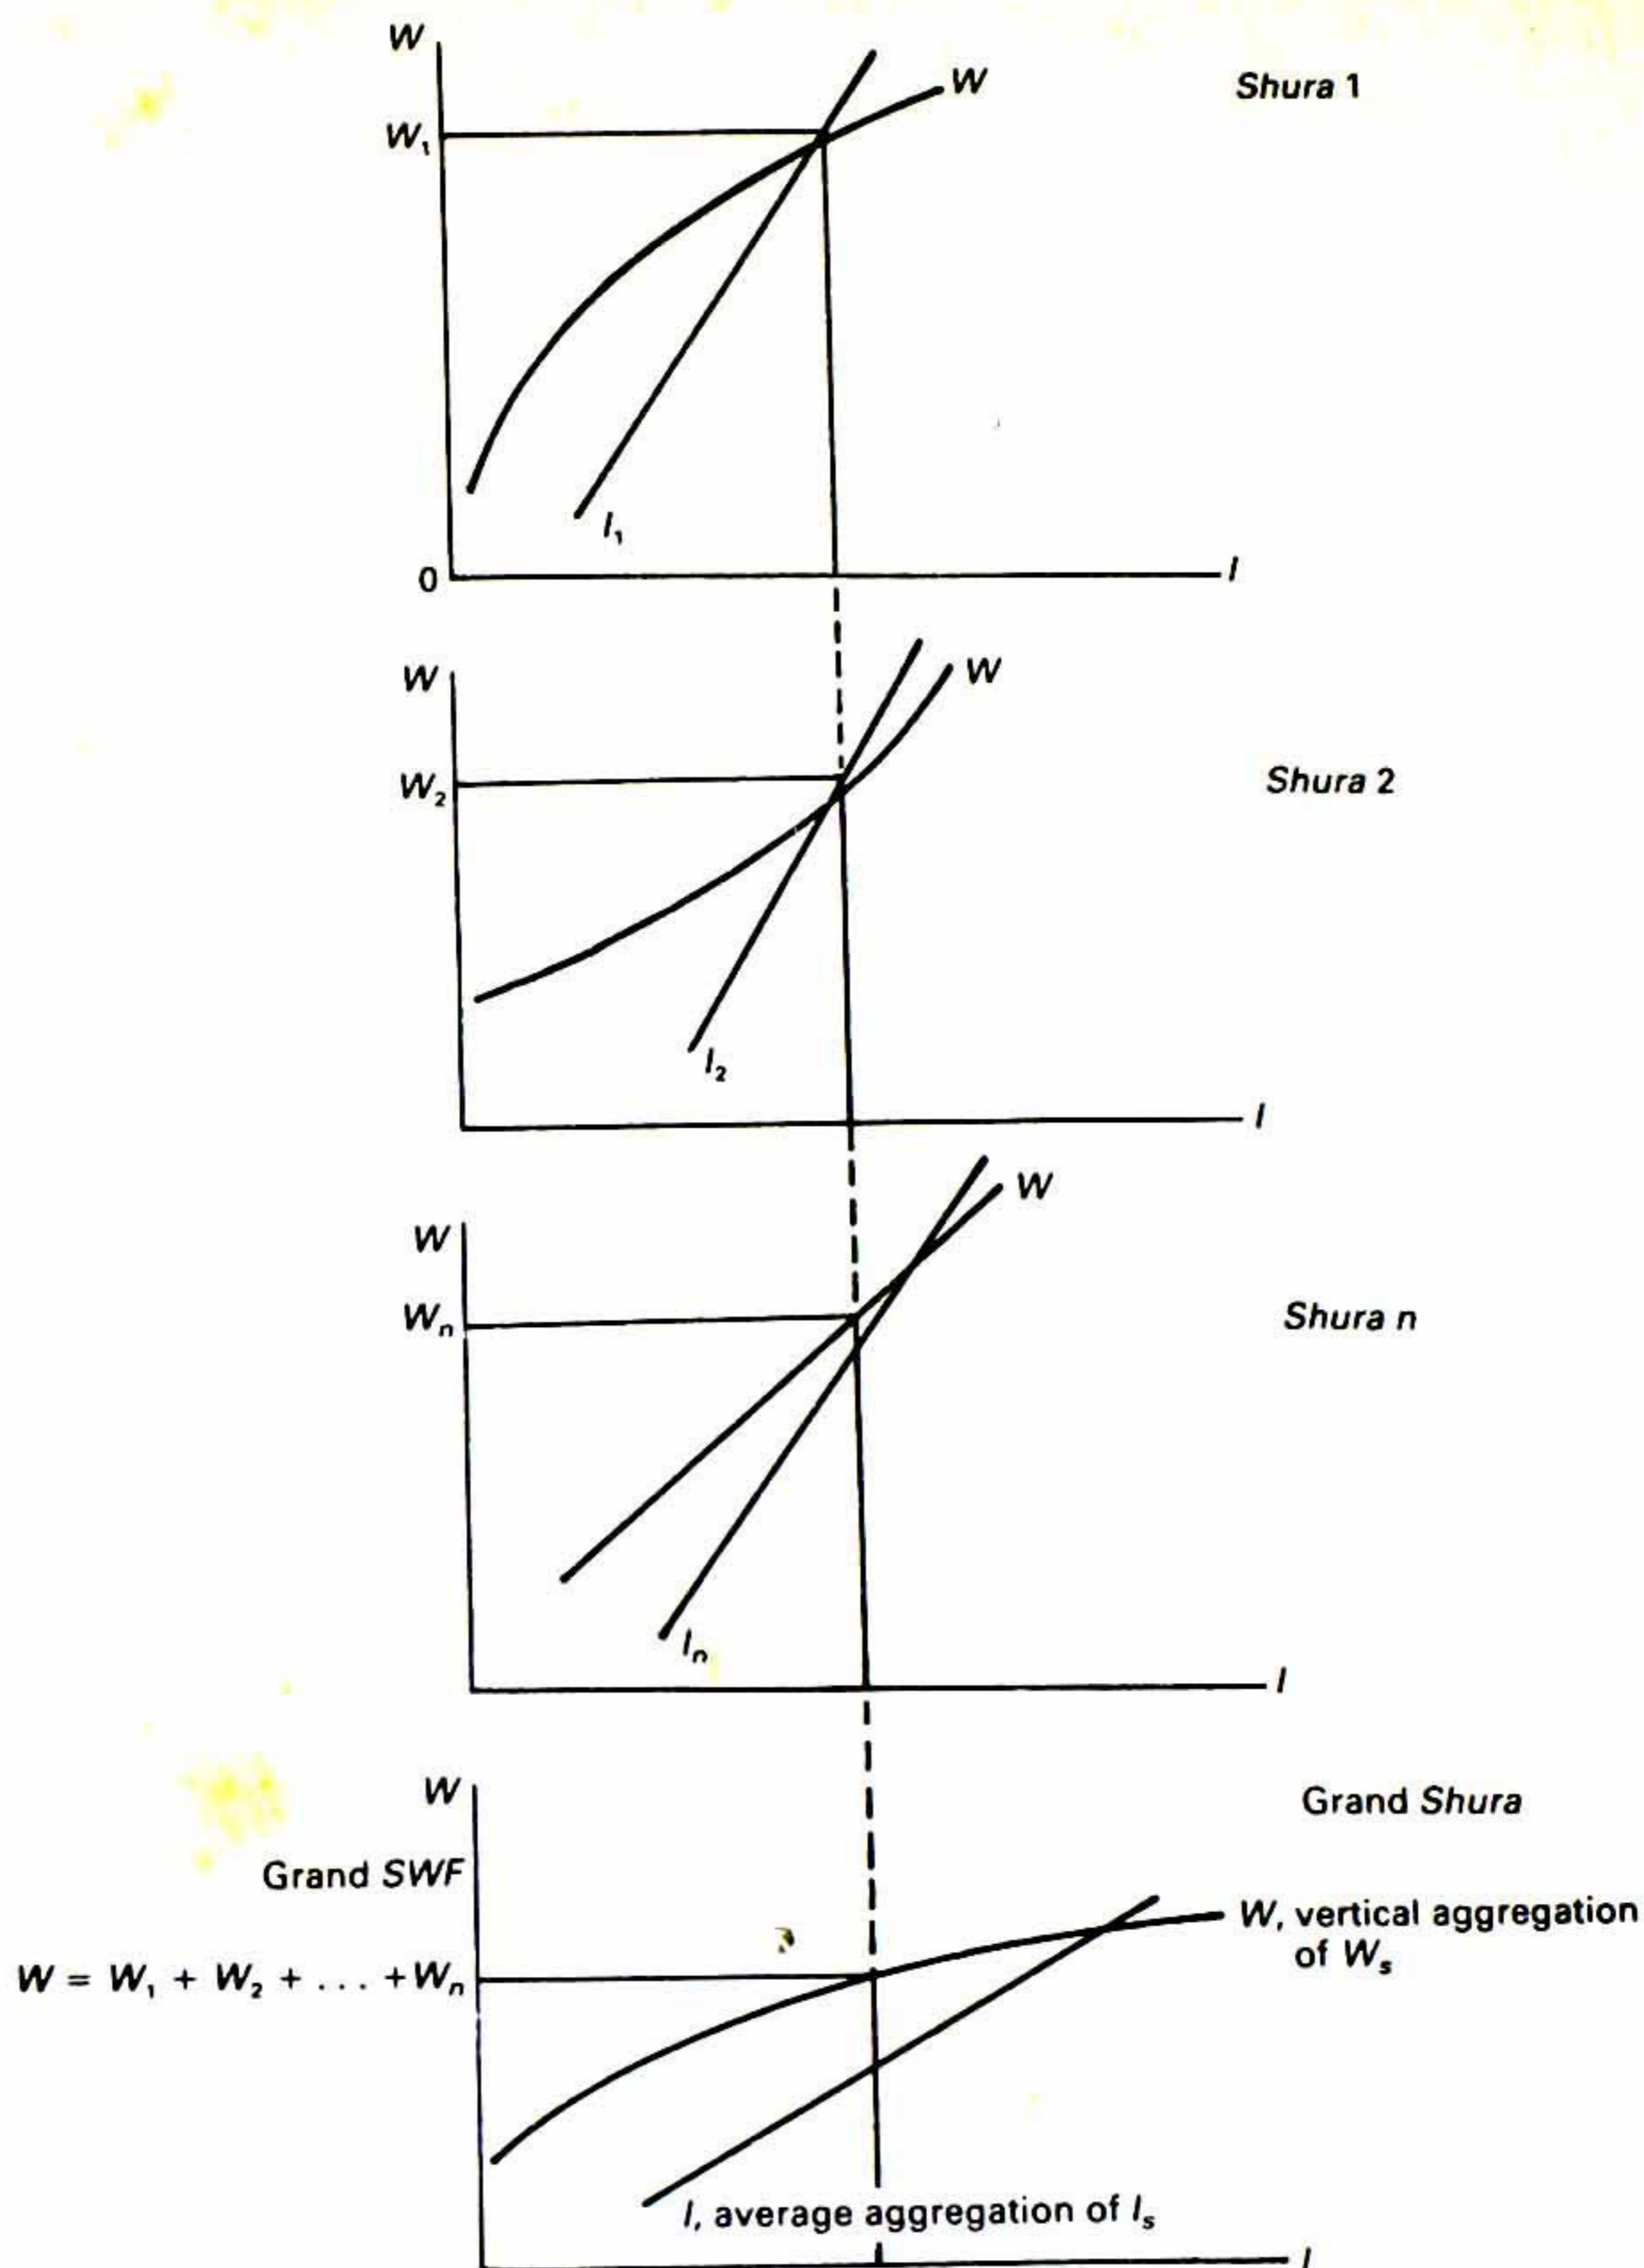 W
W
Shura 1
W₁
I₁
0
I
W
W
W₂
Shura 2
I₂
I
W
W
Wₙ
Shura n
Iₙ
I
W
Grand Shura
Grand SWF
W, vertical aggregation
of Wₛ
W = W₁ + W₂ + ... +Wₙ
I, average aggregation of Iₛ
I